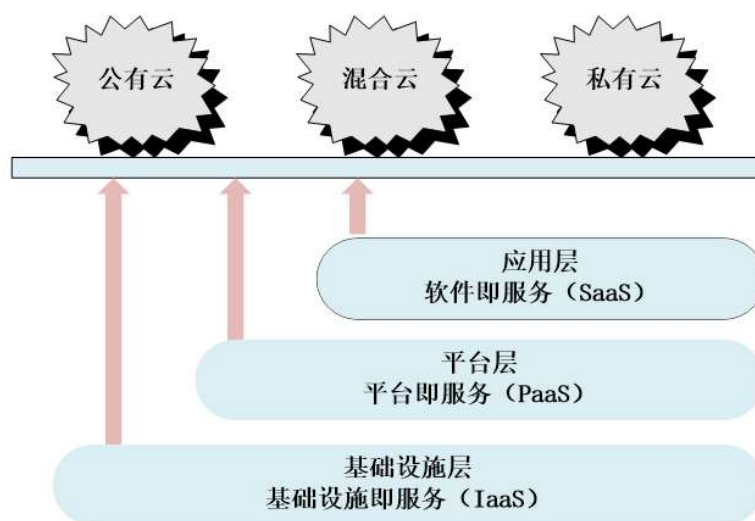 公有云
混合云
私有云
应用层
软件即服务（SaaS）
平台层
平台即服务（PaaS）
基础设施层
基础设施即服务（IaaS）